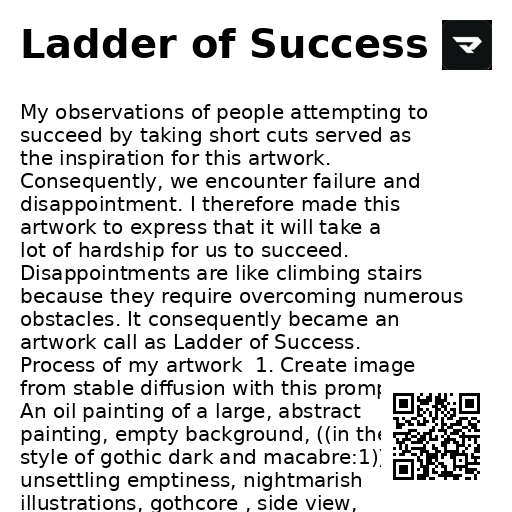 Ladder of Success
My observations of people attempting to
succeed by taking short cuts served as
the inspiration for this artwork.
Consequently, we encounter failure and
disappointment. I therefore made this
artwork to express that it will take a
lot of hardship for us to succeed.
Disappointments are like climbing stairs
because they require overcoming numerous
obstacles. It consequently became an
artwork call as Ladder of Success.
Process of my artwork  1. Create image
from stable diffusion with this promp
An oil painting of a large, abstract
painting, empty background, ((in the
style of gothic dark and macabre:1)
unsettling emptiness, nightmarish
illustrations, gothcore , side view,